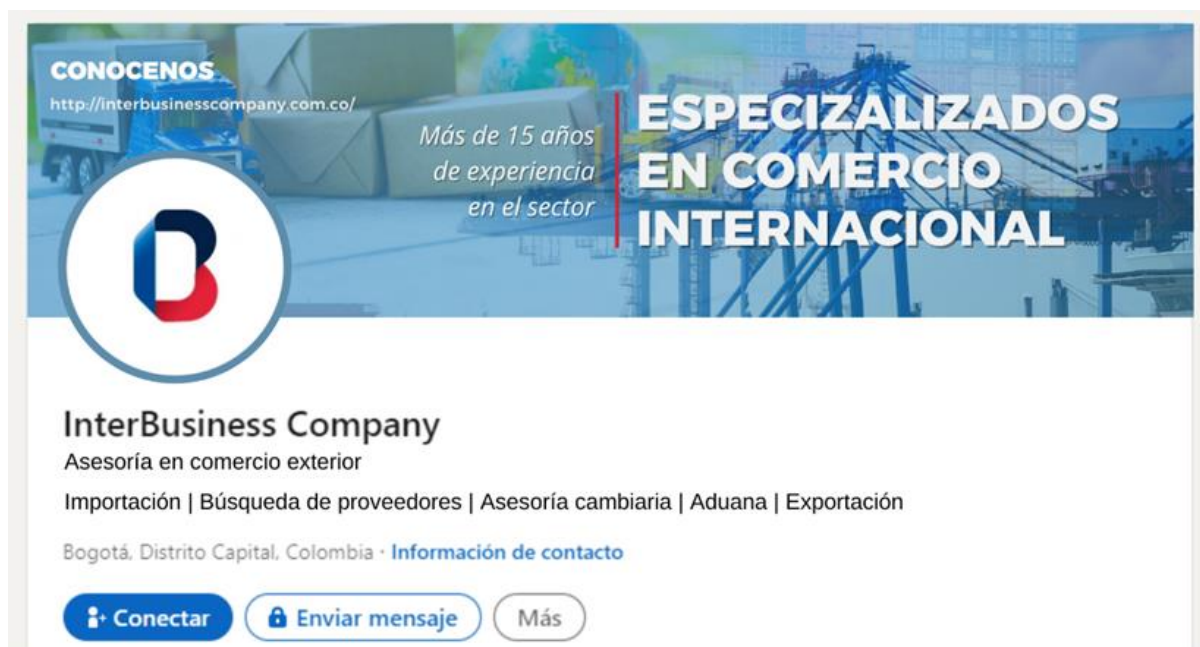 CONOCENOS
http://interbusinesscompany.com.co/
Más de 15 años
de experiencia
en el sector
ESPECIZALIZADOS
EN COMERCIO
INTERNACIONAL
InterBusiness Company
Asesoría en comercio exterior
Importación | Búsqueda de proveedores | Asesoría cambiaria | Aduana | Exportación
Bogotá, Distrito Capital, Colombia · Información de contacto
Conectar Enviar mensaje Más